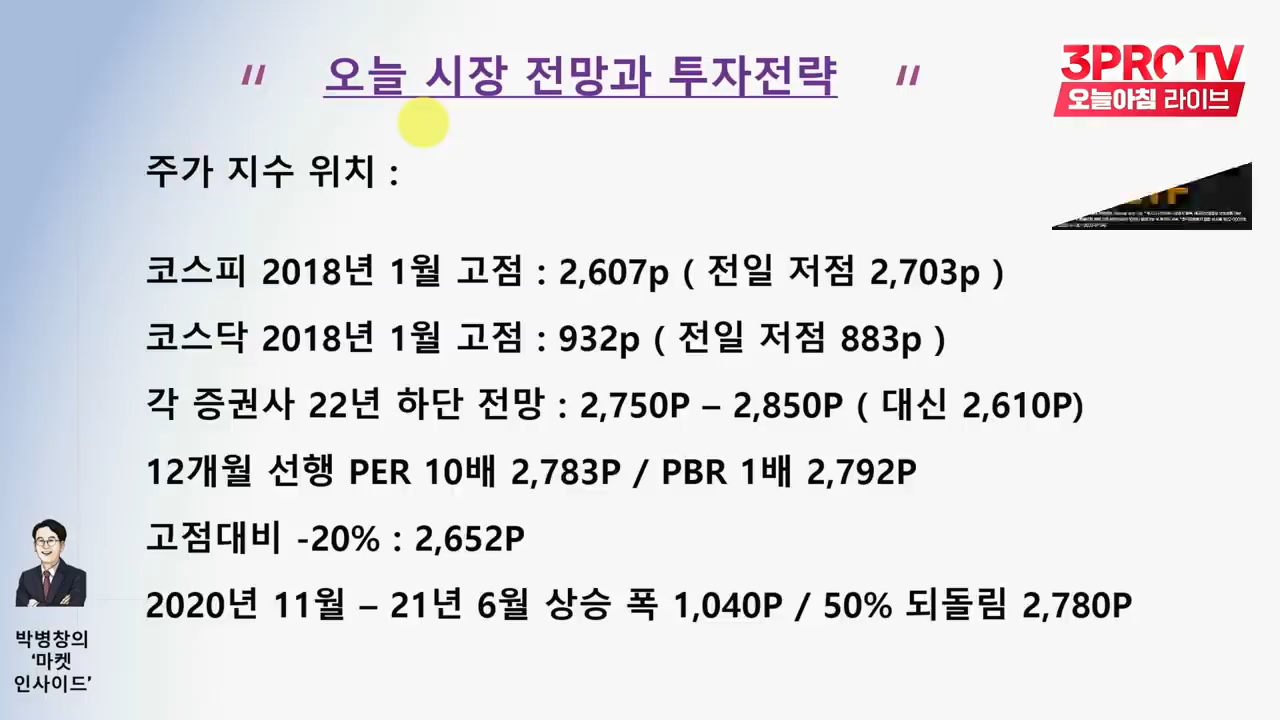 " 오늘 시장 전망과 투자전략 "
3PRO TV
오늘아침 라이브
주가 지수 위치 :
코스피 2018년 1월 고점 : 2,607p ( 전일 저점 2,703p )
코스닥 2018년 1월 고점 : 932p ( 전일 저점 883p )
각 증권사 22년 하단 전망 : 2,750P – 2,850P ( 대신 2,610P)
12개월 선행 PER 10배 2,783P / PBR 1배 2,792P
고점대비 -20% : 2,652P
2020년 11월 – 21년 6월 상승 폭 1,040P / 50% 되돌림 2,780P
박병창의
‘마켓
인사이드’